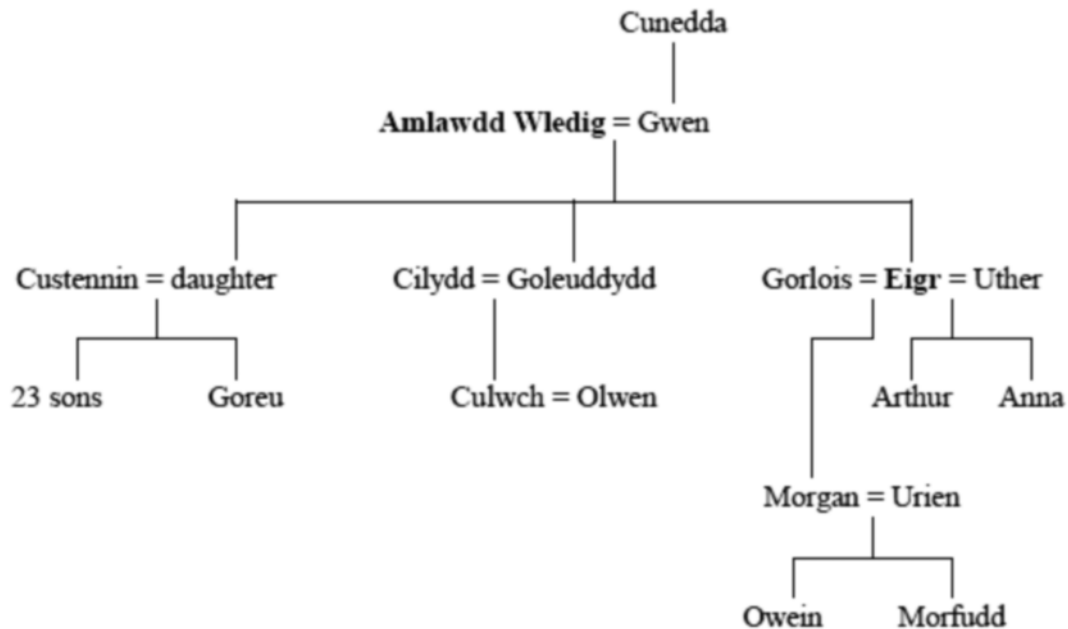 Cunedda
Amlawdd Wledig = Gwen
Custennin = daughter
Cilydd = Goleuddydd
Gorlois = Eigr = Uther
23 sons
Goreu
Culwch = Olwen
Arthur
Anna
Morgan = Urien
Owein
Morfudd